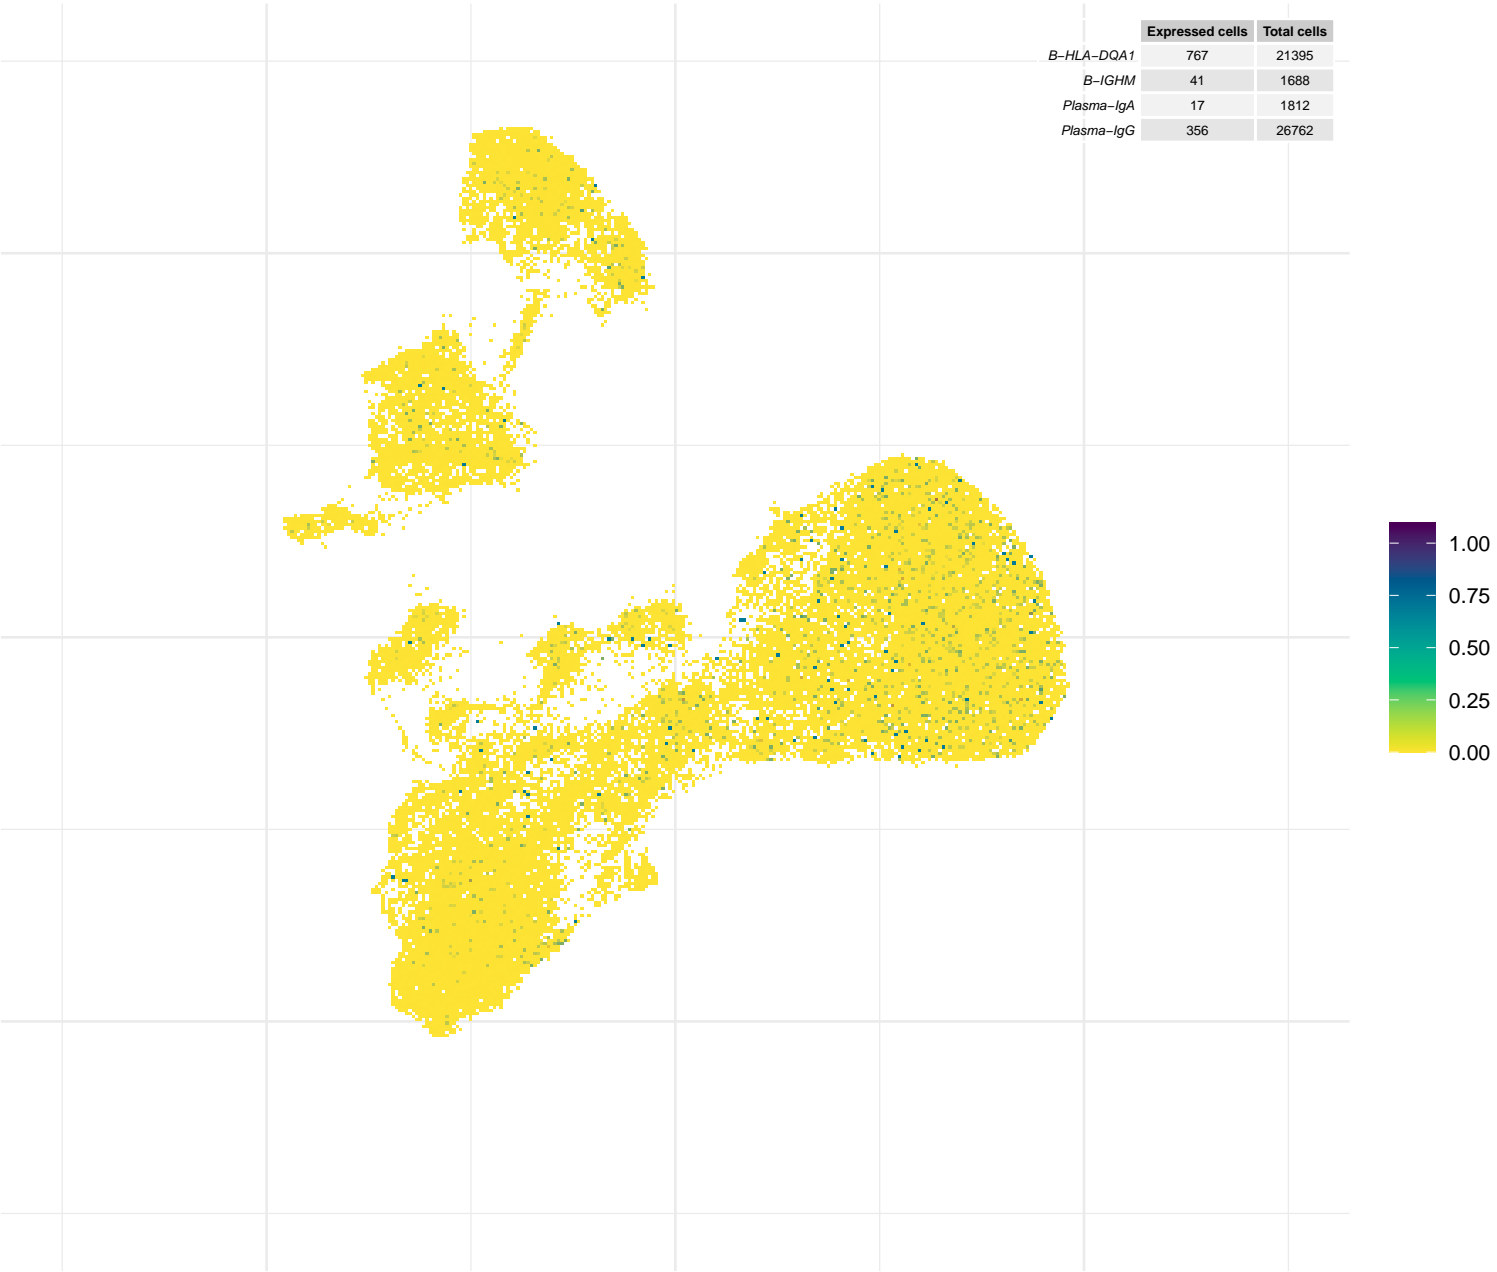 Expressed cells Total cells
B−HLA−DQA1 767 21395
B−IGHM 41 1688
Plasma−IgA 17 1812
Plasma−IgG 356 26762
1.00
0.75
0.50
0.25
0.00